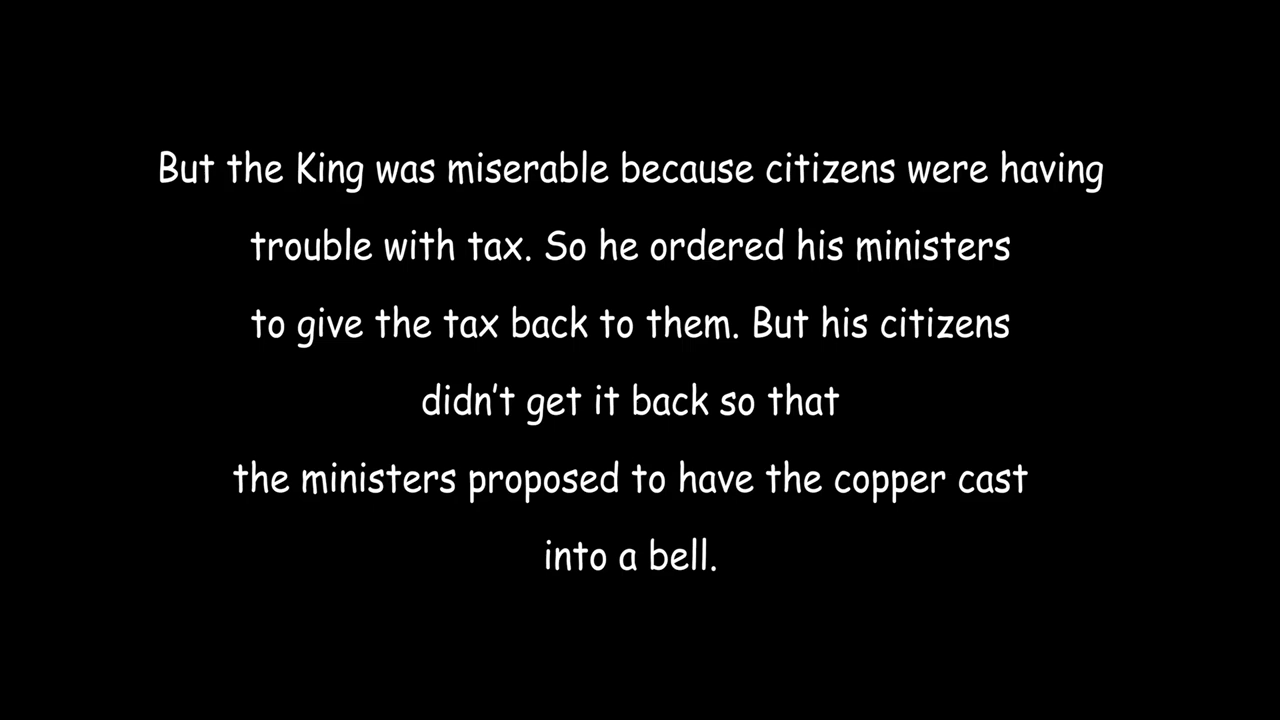 But the King was miserable because citizens were having
trouble with tax. So he ordered his ministers
to give the tax back to them. But his citizens
didn't get it back so that
the ministers proposed to have the copper cast
into a bell.